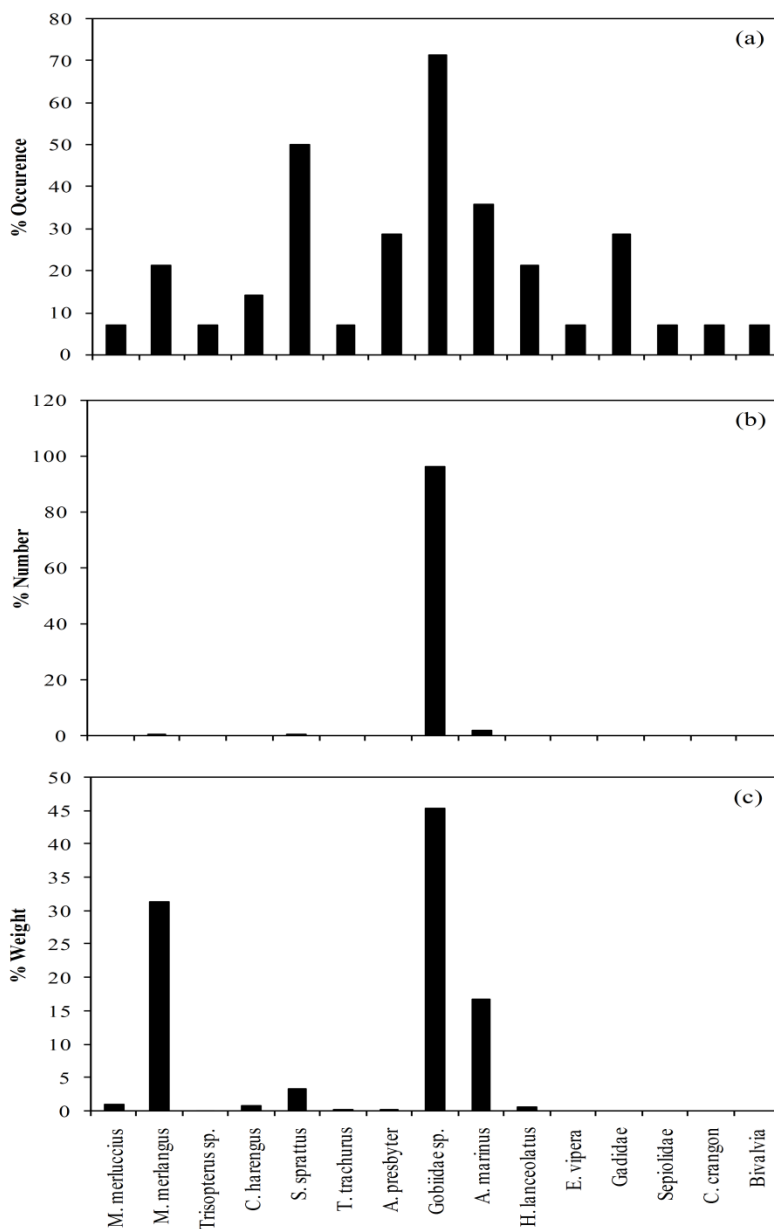 80
70
60
50
40
30
20
10
0
% Occurence
(a)
120
100
80
60
40
20
0
% Number
(b)
50
45
40
35
30
25
20
15
10
5
0
% Weight
(c)
M. merluccius
M. merlangus
Trisopterus sp.
C. harengus
S. sprattus
T. trachurus
A. presbyter
Gobiidae sp.
A. marinus
H. lanceolatus
E. vipera
Gadidae
Sepiolidae
C. crangon
Bivalvia